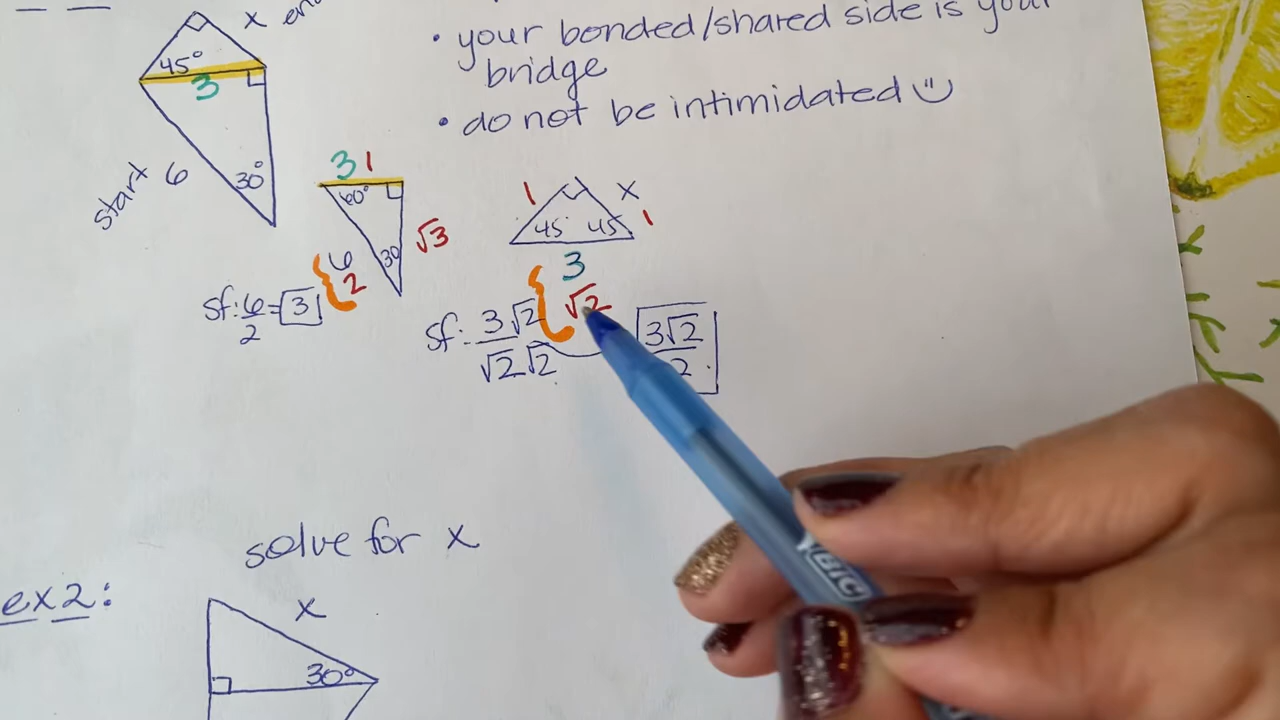 x
45°
3
start 6
30°
• your bonded/shared side is your
bridge
• do not be intimidated
3 1
60°
√3
30
6
2
sf: 6/2 = 3
1
x
45 45
1
3
√2
sf: 3√2
√2√2
3√2
2
solve for x
ex2:
x
30°
BIC